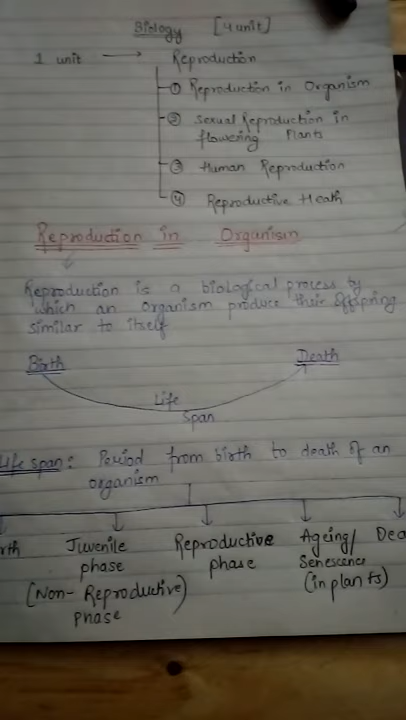 Biology [4 unit]
1 unit → Reproduction
① Reproduction in Organism
② Sexual Reproduction in
flowering Plants
③ Human Reproduction
④ Reproductive Heath
Reproduction in Organism
Reproduction is a biological process by
which an organism produce their offspring
similar to itself
Birth Death
Life
Span
Life span: Period from birth to death of an
organism
rth Juvenile Reproductive Ageing/ Dea
phase phase Senescence
(Non-Reproductive) (in plants)
phase